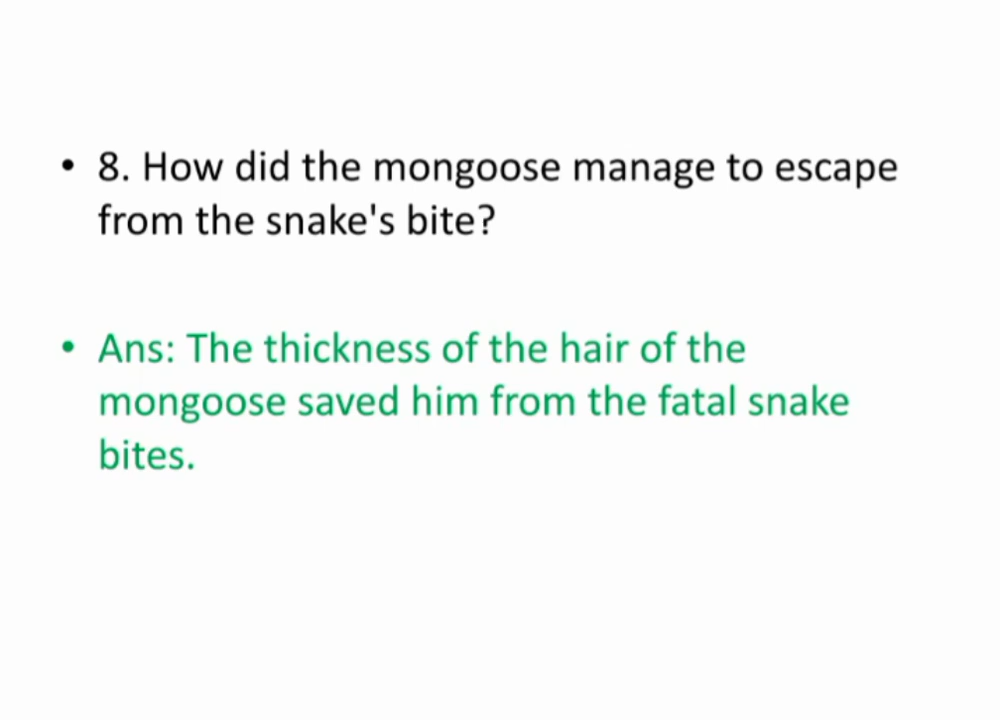 • 8. How did the mongoose manage to escape
from the snake's bite?
• Ans: The thickness of the hair of the
mongoose saved him from the fatal snake
bites.